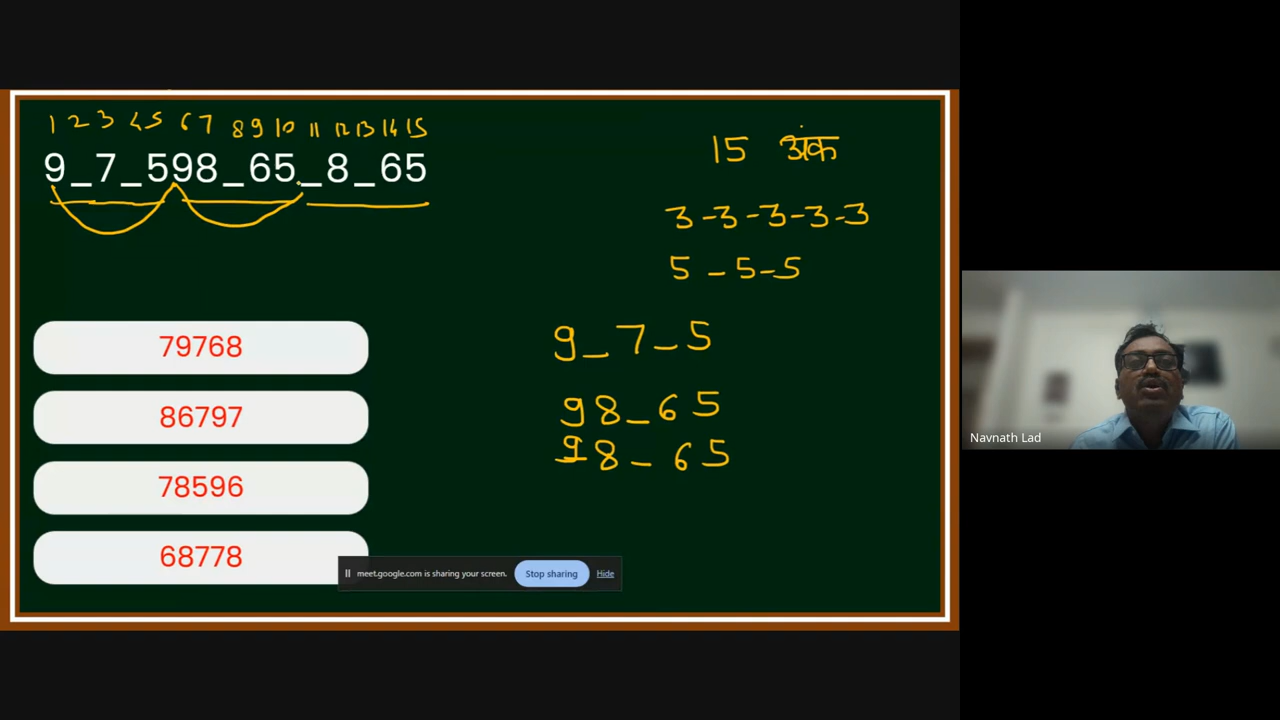 1 2 3 4 5 6 7 8 9 10 11 12 13 14 15
9_7_598_65_8_65
15 अंक
3-3-3-3-3
5-5-5
9_7_5
98_65
98_65
79768
86797
78596
68778
meet.google.com is sharing your screen. Stop sharing Hide
Navnath Lad